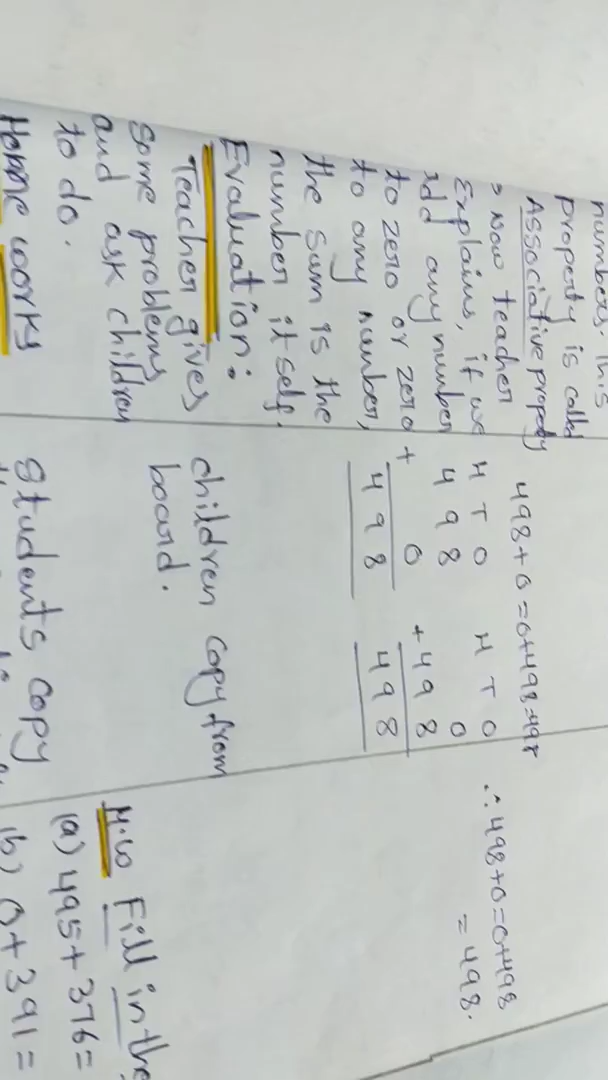 numbers. This
property is called
Associative property
→ Now teacher
Explains, if we
add any number
to zero or zero
to any number,
the sum is the
number it self.
Evaluation:
Teacher gives
some problems
and ask children
to do.
Home works
498+0=0+498=498
H T O H T O
4 9 8 0
+ 0 +4 9 8
4 9 8 4 9 8
children copy from
board.
Students copy
∴ 498+0=0+498
= 498.
H.W Fill in the
(a) 495+376=
(b) 0+391=